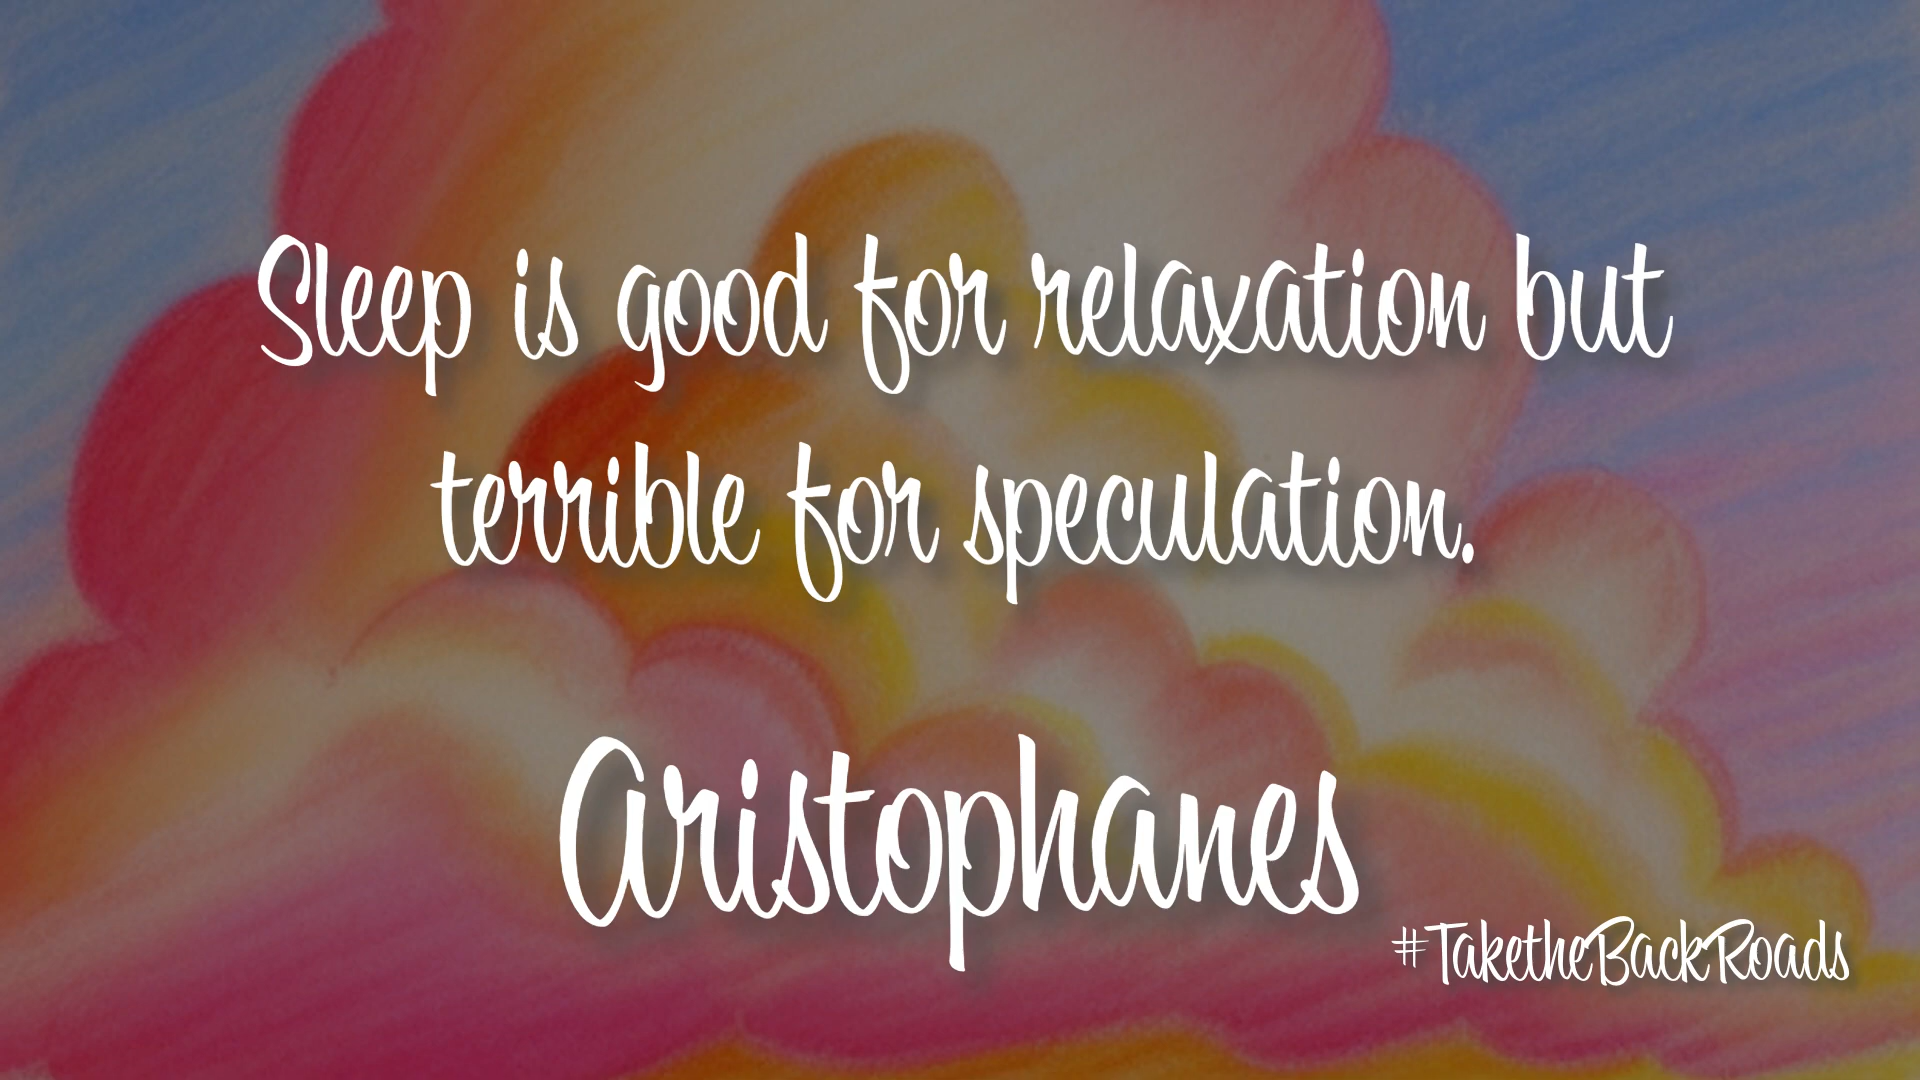 Sleep is good for relaxation but
terrible for speculation.
Aristophanes
#TaketheBackRoads